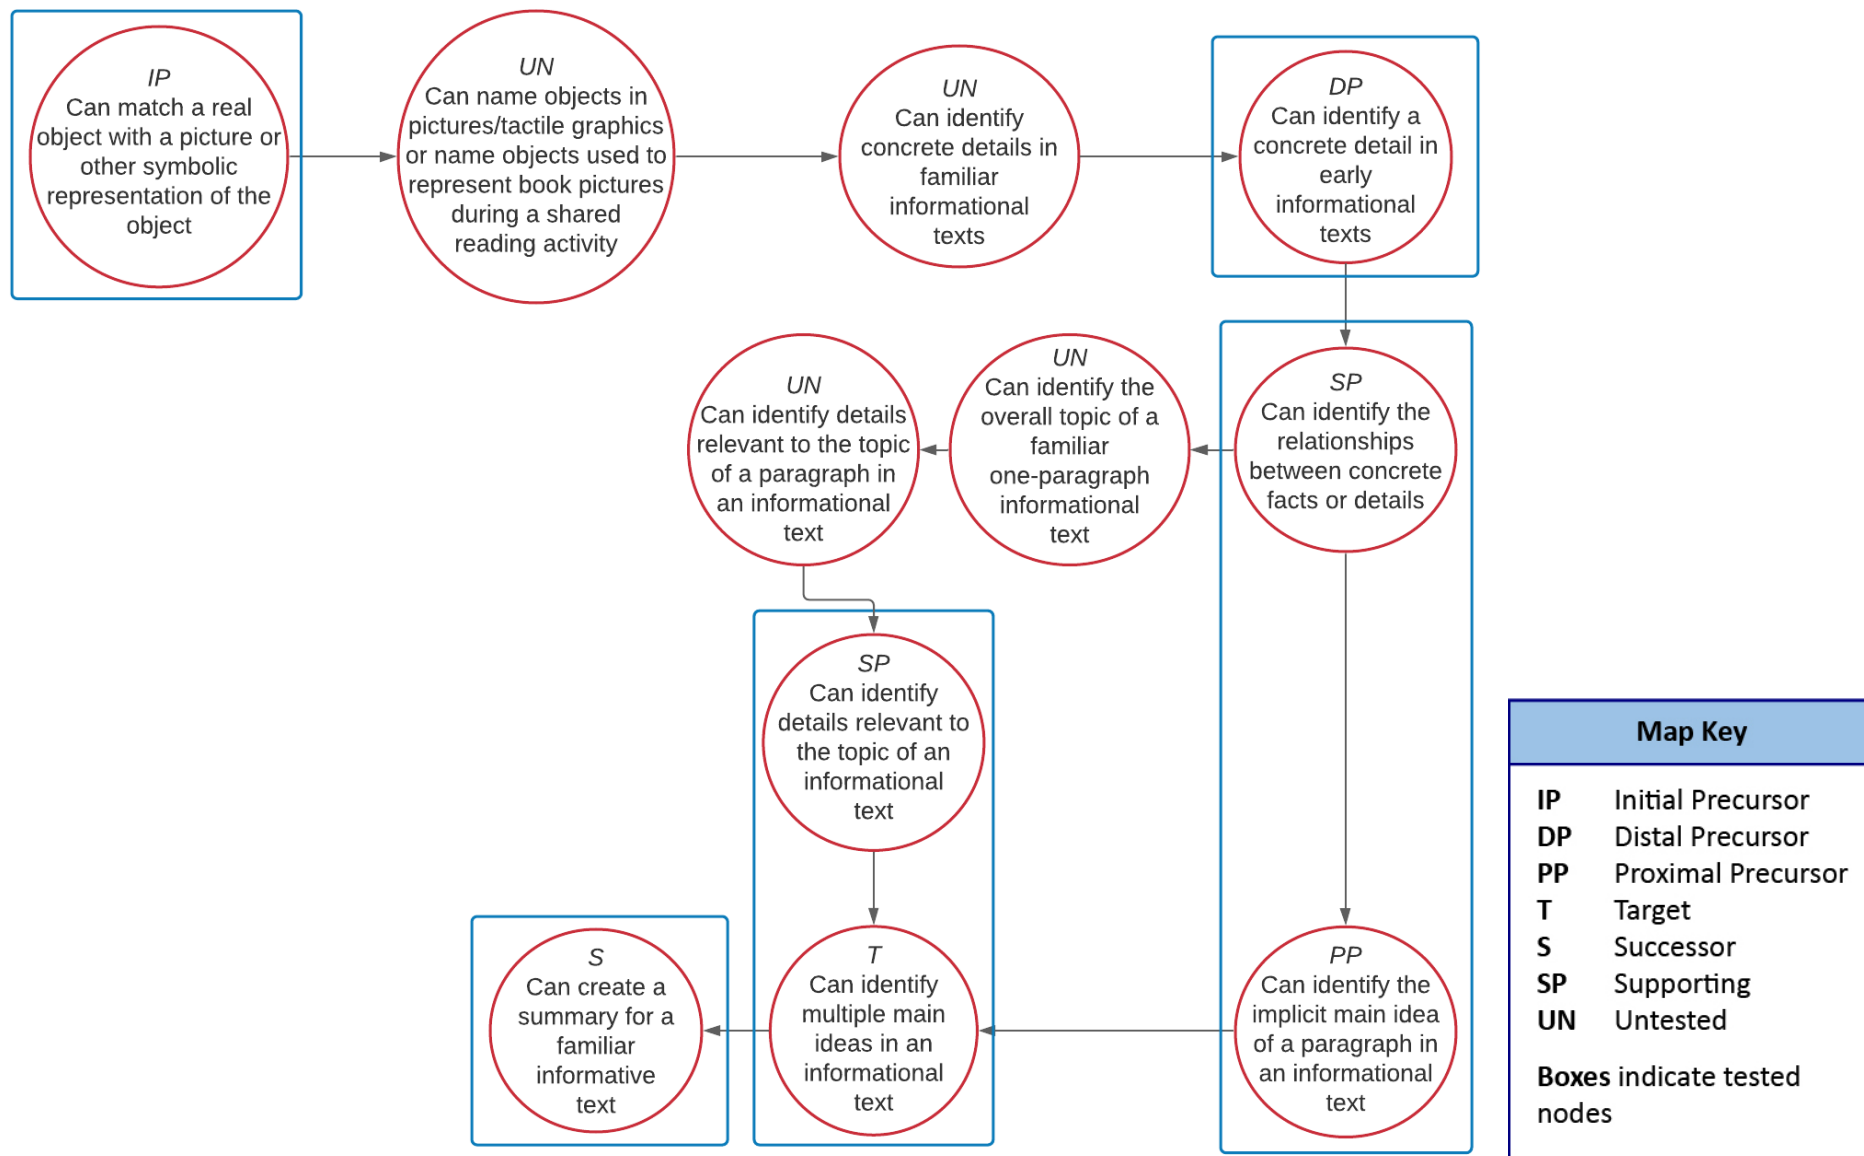 IP
Can match a real
object with a picture or
other symbolic
representation of the
object
UN
Can name objects in
pictures/tactile graphics
or name objects used to
represent book pictures
during a shared
reading activity
UN
Can identify
concrete details in
familiar
informational
texts
DP
Can identify a
concrete detail in
early
informational
texts
UN
Can identify details
relevant to the topic
of a paragraph in
an informational
text
UN
Can identify the
overall topic of a
familiar
one-paragraph
informational
text
SP
Can identify the
relationships
between concrete
facts or details
SP
Can identify
details relevant to
the topic of an
informational
text
S
Can create a
summary for a
familiar
informative
text
T
Can identify
multiple main
ideas in an
informational
text
PP
Can identify the
implicit main idea
of a paragraph in
an informational
text
Map Key
IP Initial Precursor
DP Distal Precursor
PP Proximal Precursor
T Target
S Successor
SP Supporting
UN Untested
Boxes indicate tested
nodes